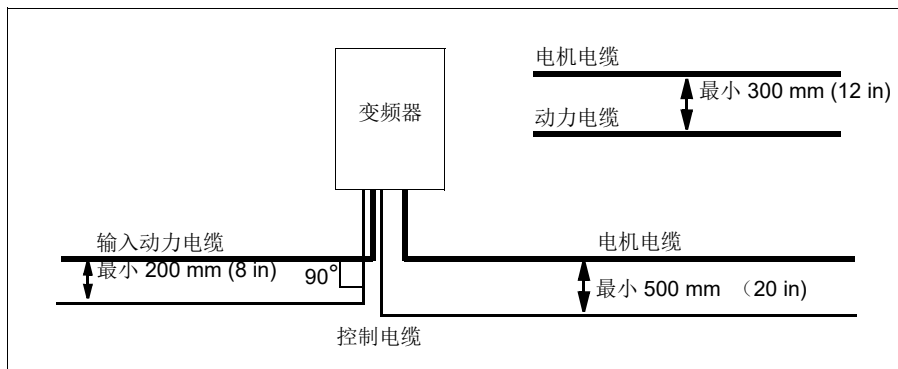 电机电缆
最小 300 mm (12 in)
变频器
动力电缆
输入动力电缆
电机电缆
最小 200 mm (8 in)
90°
最小 500 mm （20 in)
控制电缆